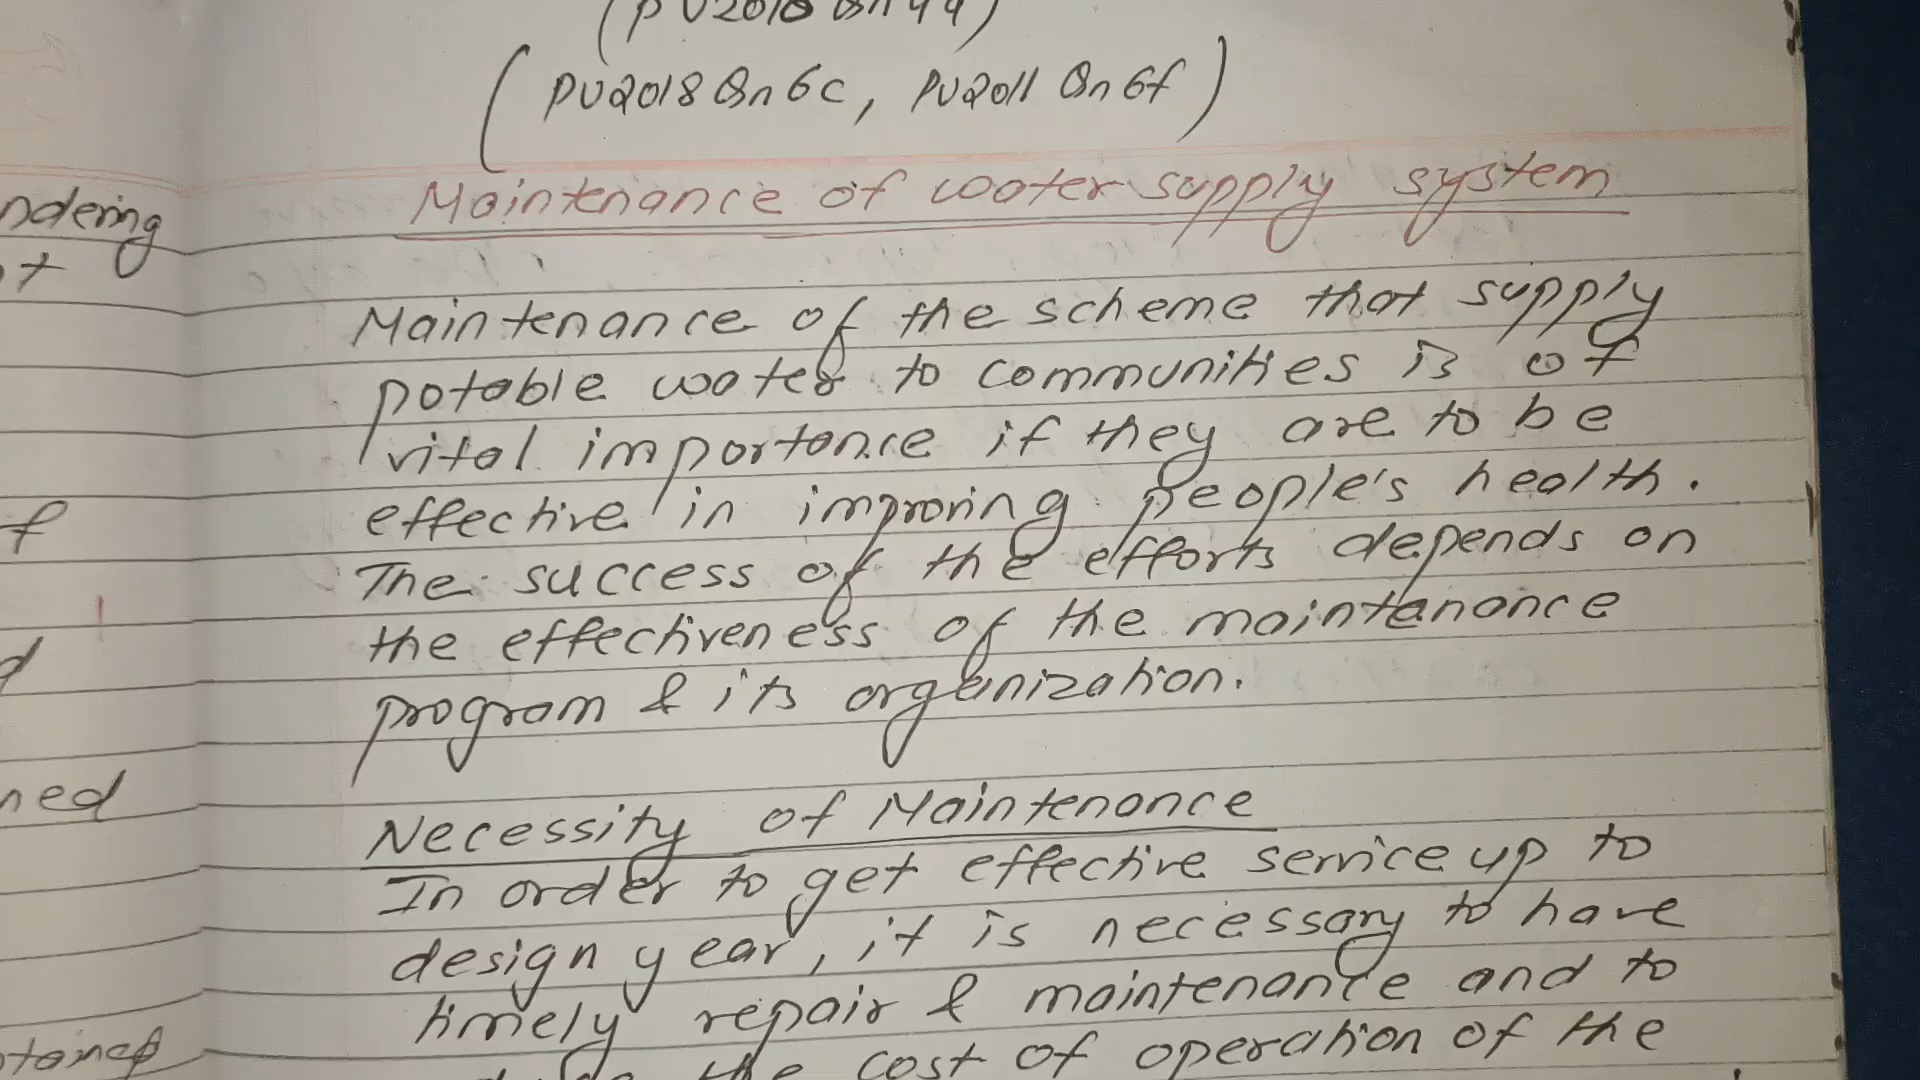 (PU2018 Qn 6c, PU2011 Qn 6f)
Maintenance of water supply system
Maintenance of the scheme that supply
potable water to communities is of
vital importance if they are to be
effective in improving people's health.
The success of the efforts depends on
the effectiveness of the maintenance
program & its organization.
Necessity of Maintenance
In order to get effective service up to
design year, it is necessary to have
timely repair & maintenance and to
the cost of operation of the
ndering
f
d
ned